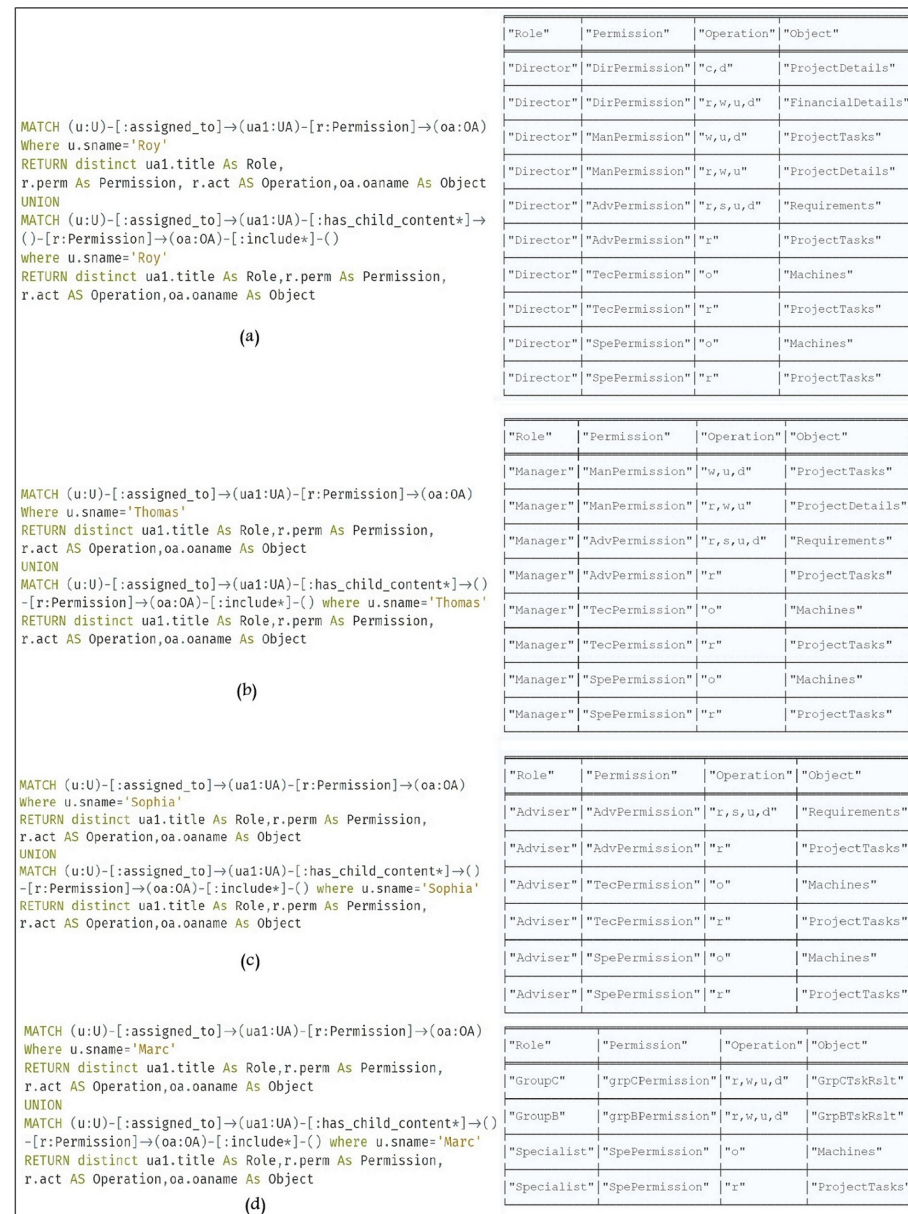 MATCH (u:U)-[:assigned_to]→(ua1:UA)-[r:Permission]→(oa:OA)
Where u.sname='Roy'
RETURN distinct ua1.title As Role,
r.perm As Permission, r.act AS Operation,oa.oaname As Object
UNION
MATCH (u:U)-[:assigned_to]→(ua1:UA)-[:has_child_content*]→
()-[r:Permission]→(oa:OA)-[:include*]-()
where u.sname='Roy'
RETURN distinct ua1.title As Role,r.perm As Permission,
r.act AS Operation,oa.oaname As Object
(a)
"Role" "Permission" "Operation" "Object"
"Director" "DirPermission" "c,d" "ProjectDetails"
"Director" "DirPermission" "r,w,u,d" "FinancialDetails"
"Director" "ManPermission" "w,u,d" "ProjectTasks"
"Director" "ManPermission" "r,w,u" "ProjectDetails"
"Director" "AdvPermission" "r,s,u,d" "Requirements"
"Director" "AdvPermission" "r" "ProjectTasks"
"Director" "TecPermission" "o" "Machines"
"Director" "TecPermission" "r" "ProjectTasks"
"Director" "SpePermission" "o" "Machines"
"Director" "SpePermission" "r" "ProjectTasks"
MATCH (u:U)-[:assigned_to]→(ua1:UA)-[r:Permission]→(oa:OA)
Where u.sname='Thomas'
RETURN distinct ua1.title As Role,r.perm As Permission,
r.act AS Operation,oa.oaname As Object
UNION
MATCH (u:U)-[:assigned_to]→(ua1:UA)-[:has_child_content*]→()
-[r:Permission]→(oa:OA)-[:include*]-() where u.sname='Thomas'
RETURN distinct ua1.title As Role,r.perm As Permission,
r.act AS Operation,oa.oaname As Object
(b)
"Role" "Permission" "Operation" "Object"
"Manager" "ManPermission" "w,u,d" "ProjectTasks"
"Manager" "ManPermission" "r,w,u" "ProjectDetails"
"Manager" "AdvPermission" "r,s,u,d" "Requirements"
"Manager" "AdvPermission" "r" "ProjectTasks"
"Manager" "TecPermission" "o" "Machines"
"Manager" "TecPermission" "r" "ProjectTasks"
"Manager" "SpePermission" "o" "Machines"
"Manager" "SpePermission" "r" "ProjectTasks"
MATCH (u:U)-[:assigned_to]→(ua1:UA)-[r:Permission]→(oa:OA)
Where u.sname='Sophia'
RETURN distinct ua1.title As Role,r.perm As Permission,
r.act AS Operation,oa.oaname As Object
UNION
MATCH (u:U)-[:assigned_to]→(ua1:UA)-[:has_child_content*]→()
-[r:Permission]→(oa:OA)-[:include*]-() where u.sname='Sophia'
RETURN distinct ua1.title As Role,r.perm As Permission,
r.act AS Operation,oa.oaname As Object
(c)
"Role" "Permission" "Operation" "Object"
"Adviser" "AdvPermission" "r,s,u,d" "Requirements"
"Adviser" "AdvPermission" "r" "ProjectTasks"
"Adviser" "TecPermission" "o" "Machines"
"Adviser" "TecPermission" "r" "ProjectTasks"
"Adviser" "SpePermission" "o" "Machines"
"Adviser" "SpePermission" "r" "ProjectTasks"
MATCH (u:U)-[:assigned_to]→(ua1:UA)-[r:Permission]→(oa:OA)
Where u.sname='Marc'
RETURN distinct ua1.title As Role,r.perm As Permission,
r.act AS Operation,oa.oaname As Object
UNION
MATCH (u:U)-[:assigned_to]→(ua1:UA)-[:has_child_content*]→()
-[r:Permission]→(oa:OA)-[:include*]-() where u.sname='Marc'
RETURN distinct ua1.title As Role,r.perm As Permission,
r.act AS Operation,oa.oaname As Object
(d)
"Role" "Permission" "Operation" "Object"
"GroupC" "grpCPermission" "r,w,u,d" "GrpCTskRslt"
"GroupB" "grpBPermission" "r,w,u,d" "GrpBTskRslt"
"Specialist" "SpePermission" "o" "Machines"
"Specialist" "SpePermission" "r" "ProjectTasks"